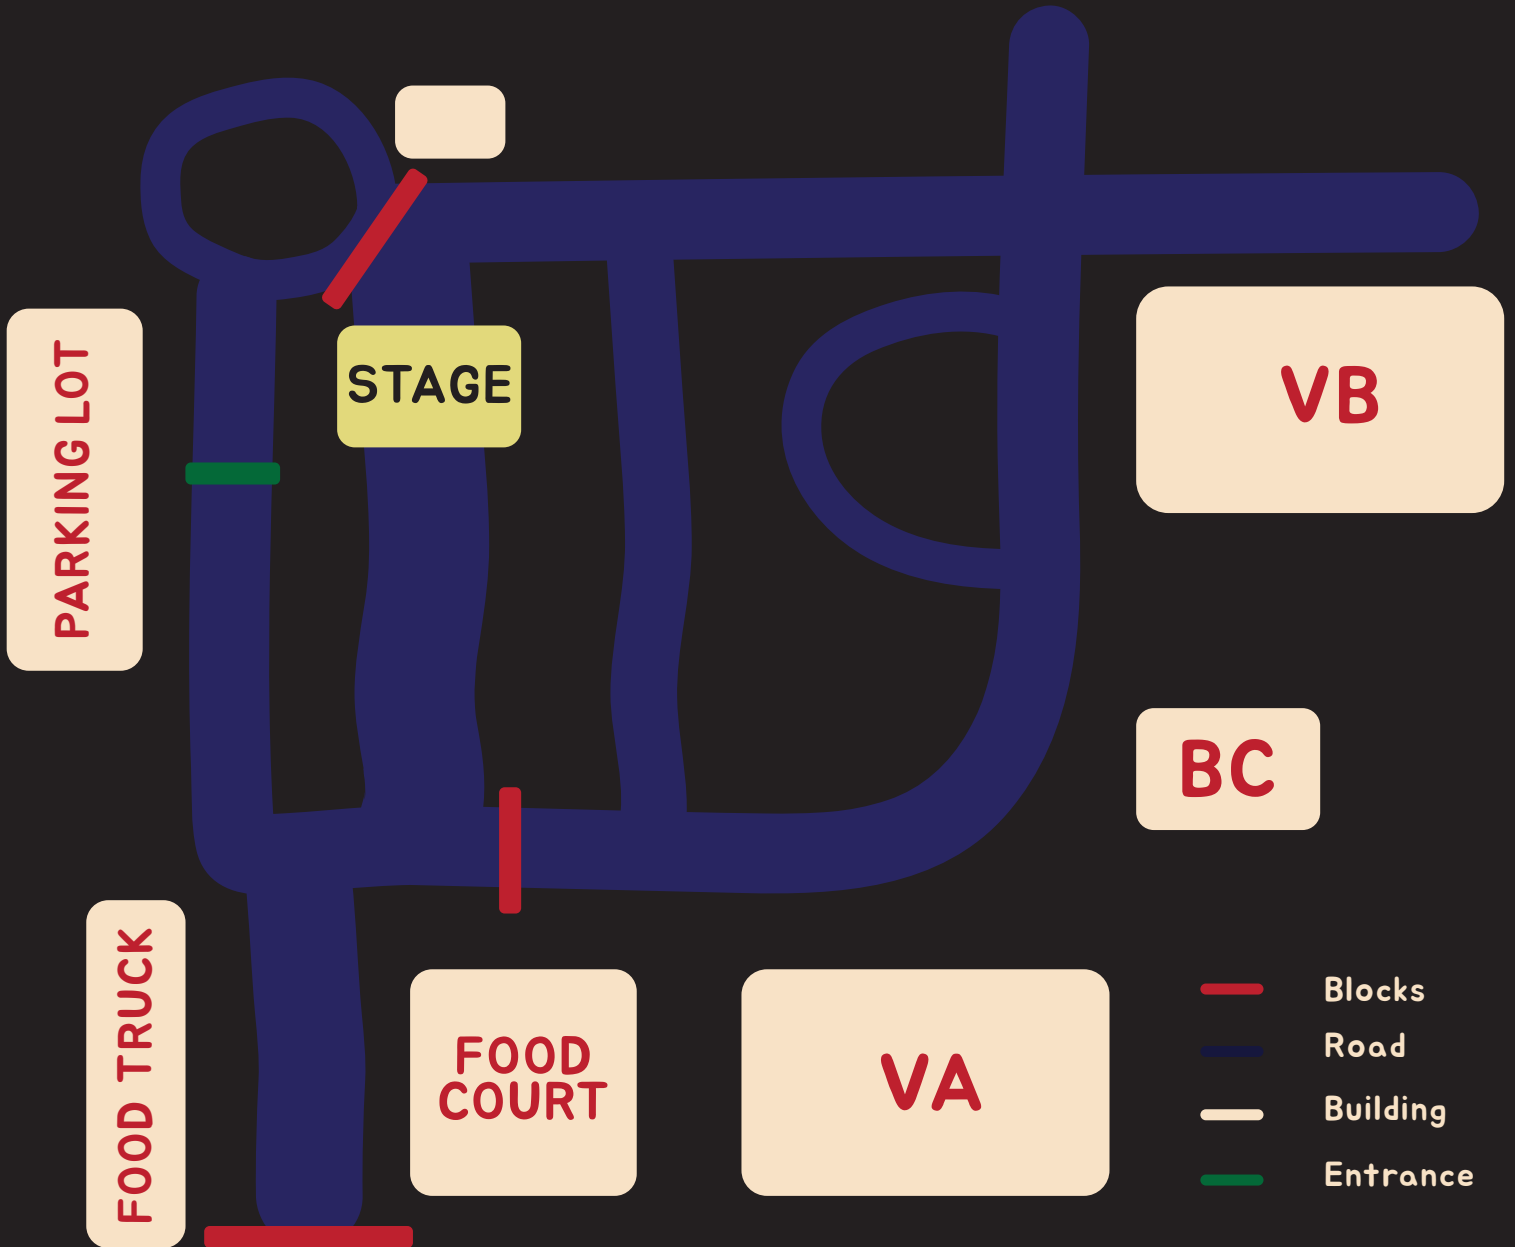 STAGE
PARKING LOT
VB
BC
FOOD TRUCK
FOOD
COURT
VA
Blocks
Road
Building
Entrance